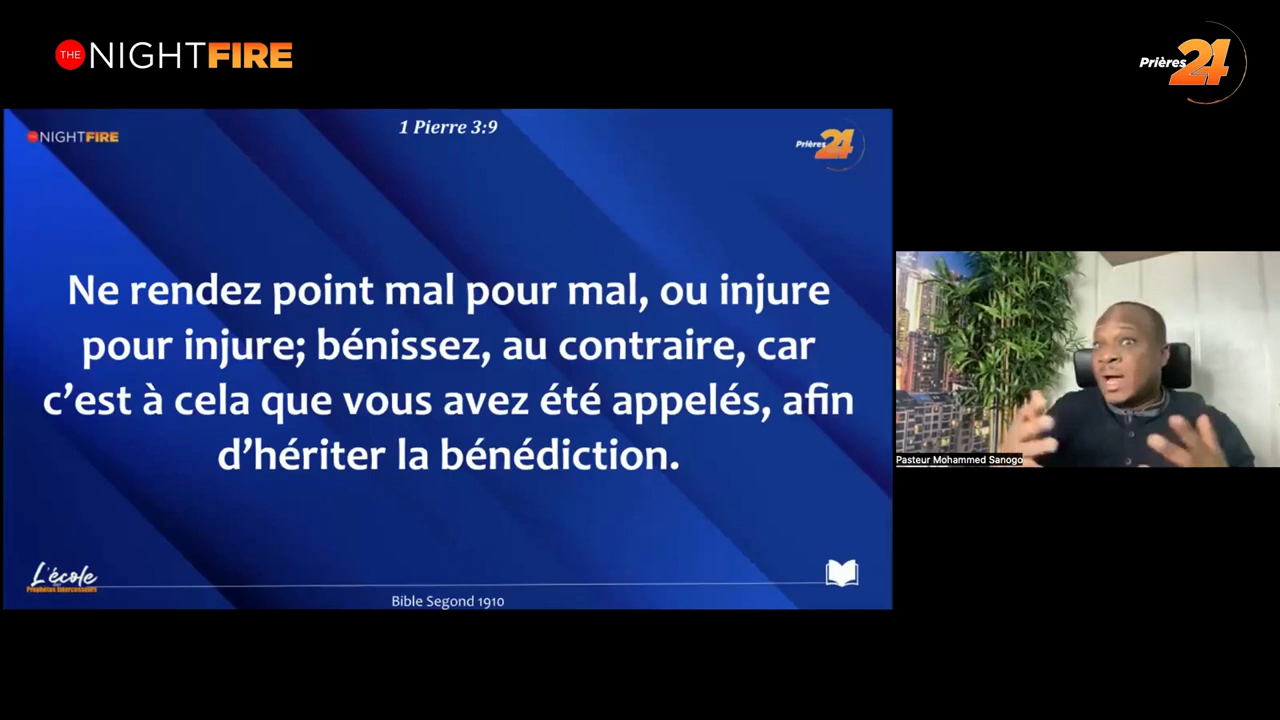 THE NIGHTFIRE
Prières 24
NIGHTFIRE
1 Pierre 3:9
Prières 24
Ne rendez point mal pour mal, ou injure
pour injure; bénissez, au contraire, car
c’est à cela que vous avez été appelés, afin
d’hériter la bénédiction.
Pasteur Mohammed Sanogo
L'école
Prophètes Intercesseurs
Bible Segond 1910